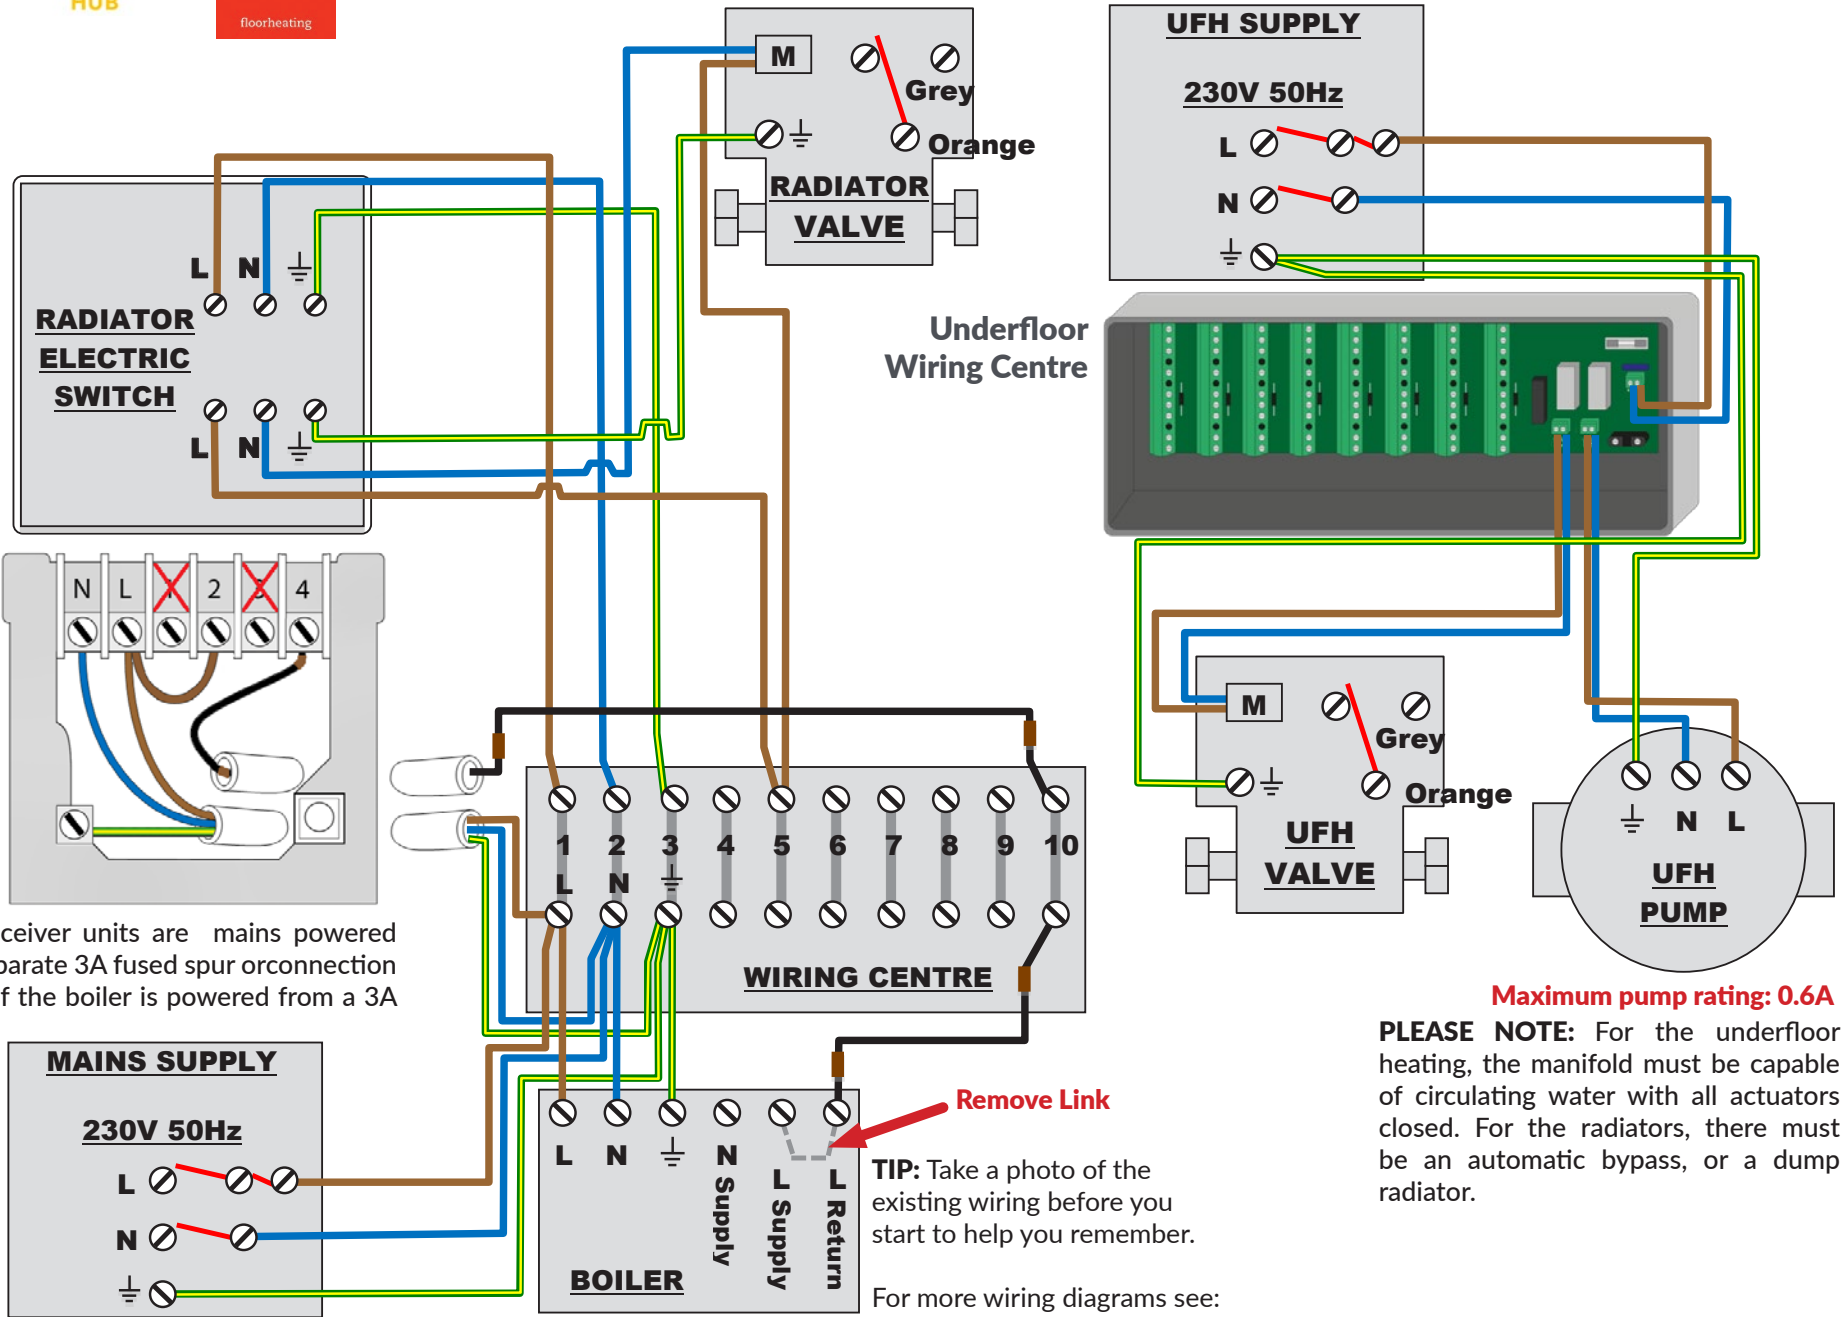 HUB
floorheating
M
Grey
Orange
RADIATOR
VALVE
UFH SUPPLY
230V 50Hz
L
N
L N
RADIATOR
ELECTRIC
SWITCH
L N
Underfloor
Wiring Centre
N L 1 2 3 4
M
Grey
Orange
UFH
VALVE
N L
UFH
PUMP
1 2 3 4 5 6 7 8 9 10
L N
WIRING CENTRE
ceiver units are mains powered
parate 3A fused spur orconnection
f the boiler is powered from a 3A
Maximum pump rating: 0.6A
PLEASE NOTE: For the underfloor
heating, the manifold must be capable
of circulating water with all actuators
closed. For the radiators, there must
be an automatic bypass, or a dump
radiator.
MAINS SUPPLY
230V 50Hz
L
N
Remove Link
L N N Supply L Supply L Return
BOILER
TIP: Take a photo of the
existing wiring before you
start to help you remember.
For more wiring diagrams see: